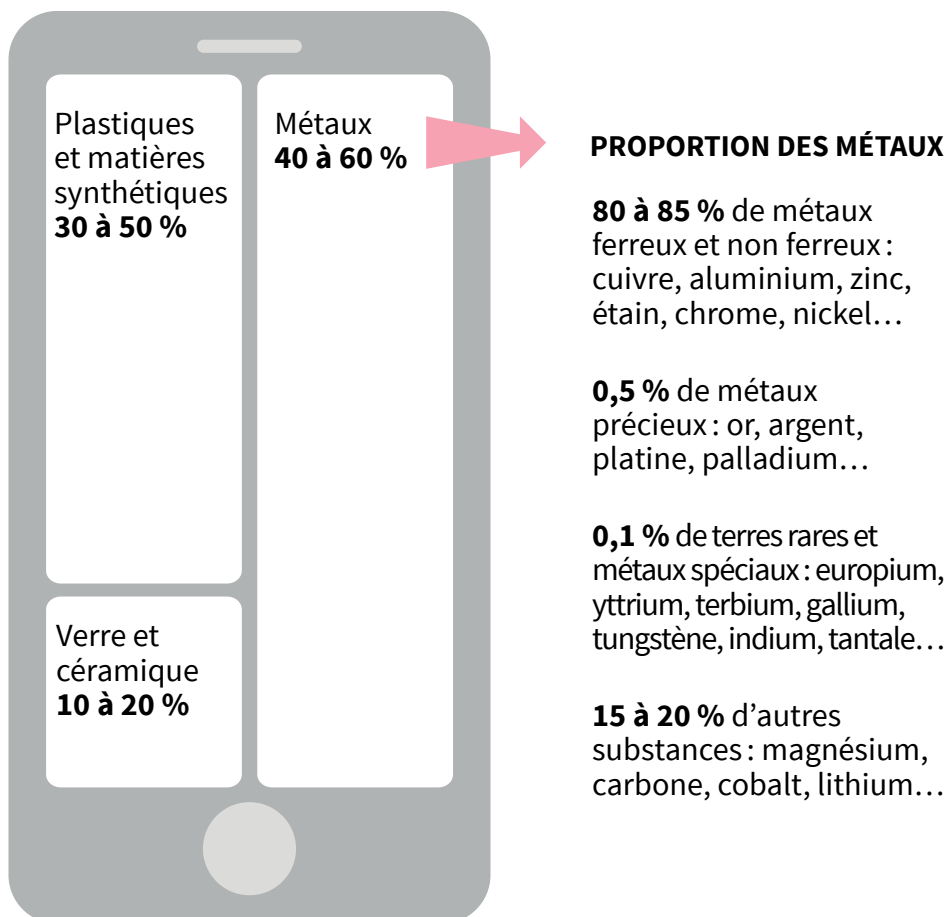 Plastiques
et matières
synthétiques
30 à 50 %
Métaux
40 à 60 %
Verre et
céramique
10 à 20 %
PROPORTION DES MÉTAUX
80 à 85 % de métaux
ferreux et non ferreux :
cuivre, aluminium, zinc,
étain, chrome, nickel…
0,5 % de métaux
précieux : or, argent,
platine, palladium…
0,1 % de terres rares et
métaux spéciaux : europium,
yttrium, terbium, gallium,
tungstène, indium, tantale…
15 à 20 % d’autres
substances : magnésium,
carbone, cobalt, lithium…